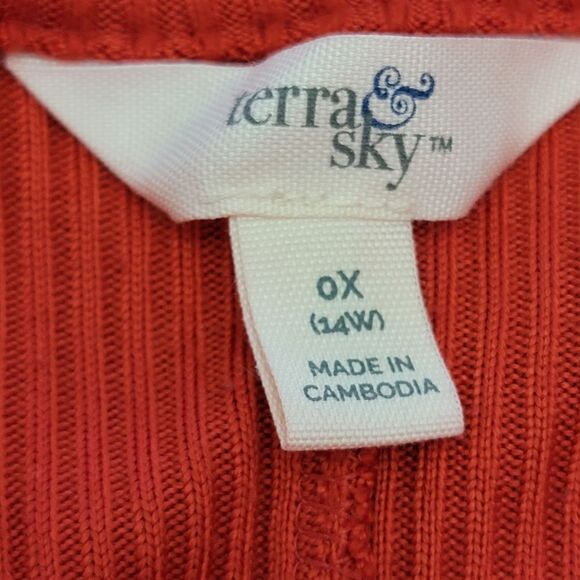 terra&
sky™
0X
(14W)
MADE IN
CAMBODIA